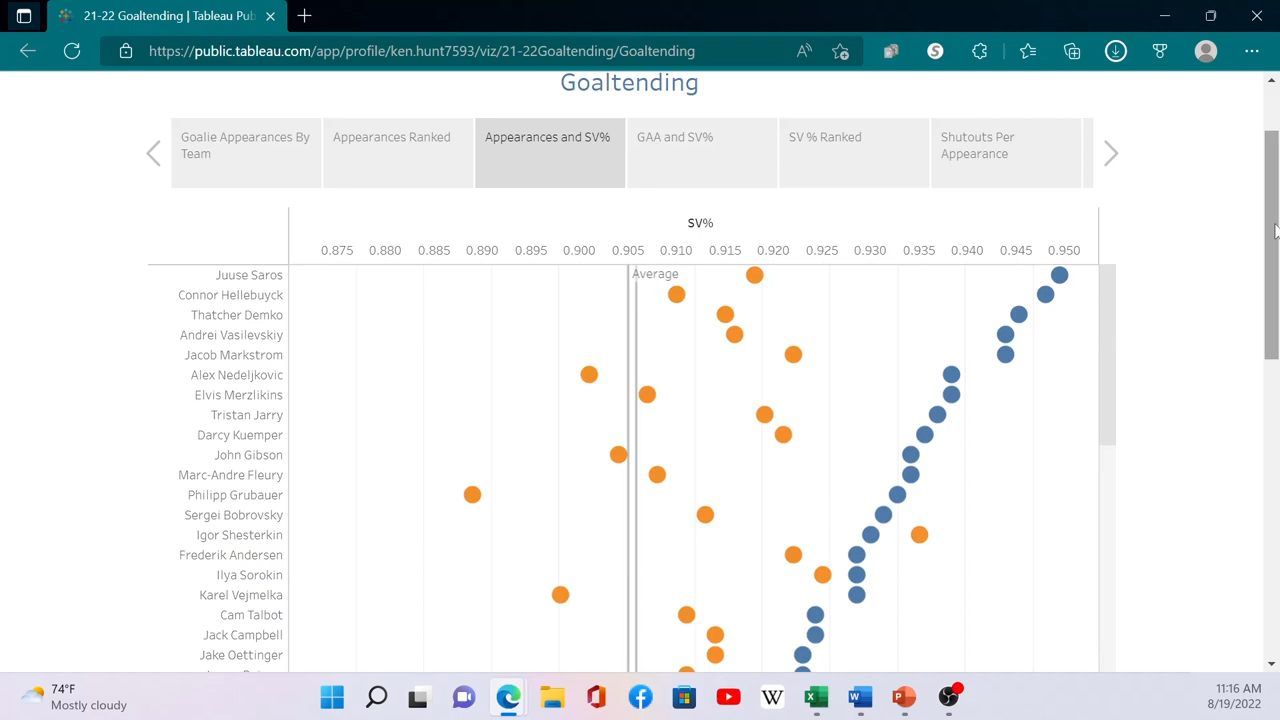 21-22 Goaltending | Tableau Pub
https://public.tableau.com/app/profile/ken.hunt7593/viz/21-22Goaltending/Goaltending
Goaltending
Goalie Appearances By
Team
Appearances Ranked
Appearances and SV%
GAA and SV%
SV % Ranked
Shutouts Per
Appearance
SV%
0.875 0.880 0.885 0.890 0.895 0.900 0.905 0.910 0.915 0.920 0.925 0.930 0.935 0.940 0.945 0.950
Average
Juuse Saros
Connor Hellebuyck
Thatcher Demko
Andrei Vasilevskiy
Jacob Markstrom
Alex Nedeljkovic
Elvis Merzlikins
Tristan Jarry
Darcy Kuemper
John Gibson
Marc-Andre Fleury
Philipp Grubauer
Sergei Bobrovsky
Igor Shesterkin
Frederik Andersen
Ilya Sorokin
Karel Vejmelka
Cam Talbot
Jack Campbell
Jake Oettinger
74°F
Mostly cloudy
11:16 AM
8/19/2022